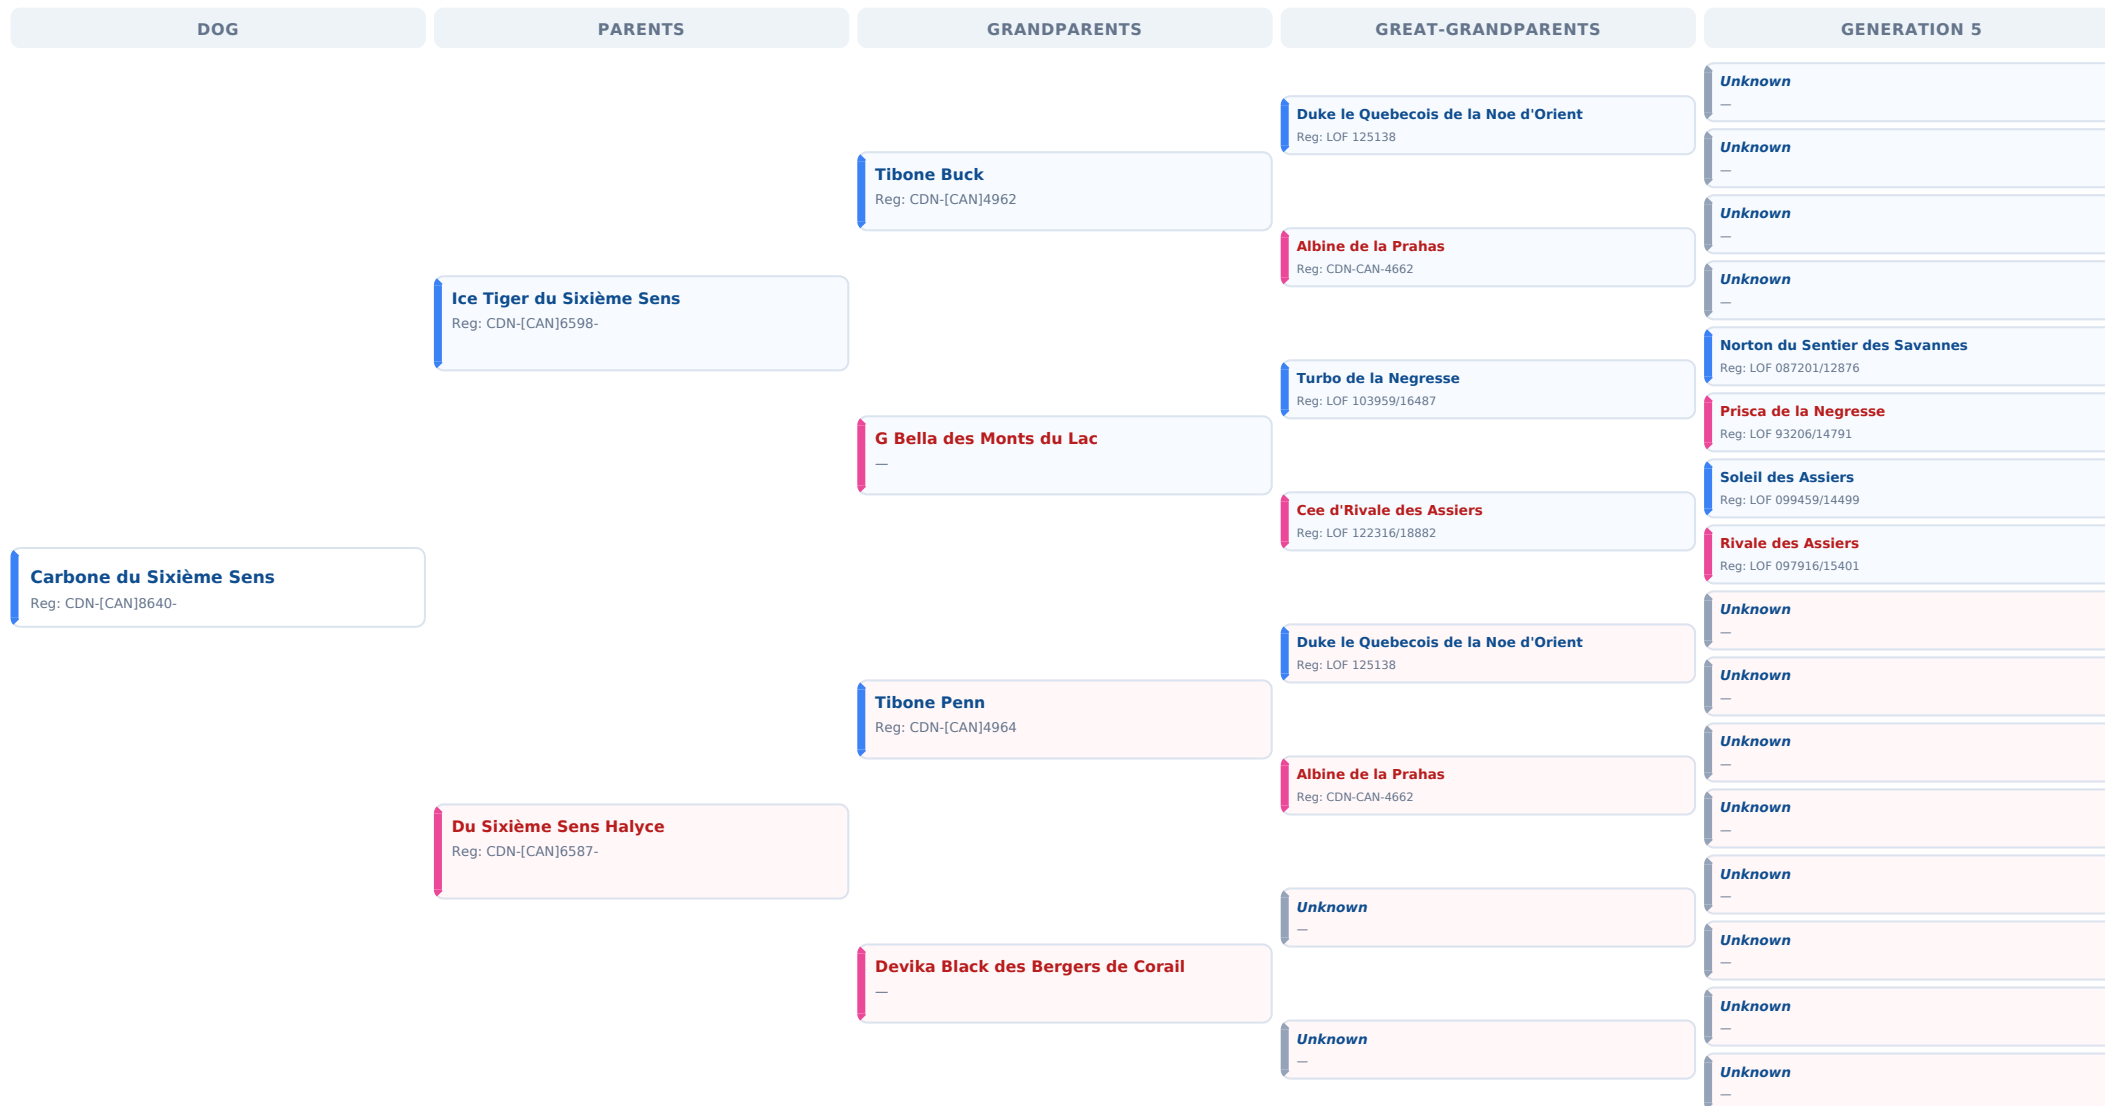 DOG
PARENTS
GRANDPARENTS
GREAT-GRANDPARENTS
GENERATION 5
Carbone du Sixième Sens
Reg: CDN-[CAN]8640-
Ice Tiger du Sixième Sens
Reg: CDN-[CAN]6598-
Du Sixième Sens Halyce
Reg: CDN-[CAN]6587-
Tibone Buck
Reg: CDN-[CAN]4962
G Bella des Monts du Lac
—
Tibone Penn
Reg: CDN-[CAN]4964
Devika Black des Bergers de Corail
—
Duke le Quebecois de la Noe d'Orient
Reg: LOF 125138
Albine de la Prahas
Reg: CDN-CAN-4662
Turbo de la Negresse
Reg: LOF 103959/16487
Cee d'Rivale des Assiers
Reg: LOF 122316/18882
Duke le Quebecois de la Noe d'Orient
Reg: LOF 125138
Albine de la Prahas
Reg: CDN-CAN-4662
Unknown
—
Unknown
—
Unknown
—
Unknown
—
Unknown
—
Unknown
—
Norton du Sentier des Savannes
Reg: LOF 087201/12876
Prisca de la Negresse
Reg: LOF 93206/14791
Soleil des Assiers
Reg: LOF 099459/14499
Rivale des Assiers
Reg: LOF 097916/15401
Unknown
—
Unknown
—
Unknown
—
Unknown
—
Unknown
—
Unknown
—
Unknown
—
Unknown
—